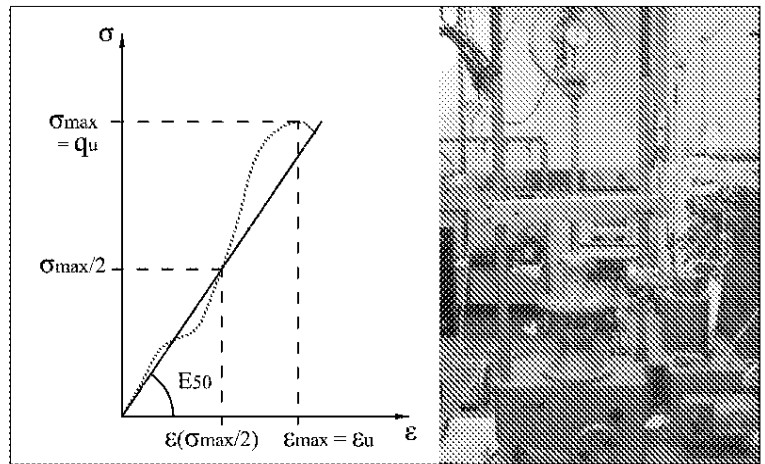 σ
σmax
= qu
σmax/2
E50
ε(σmax/2) εmax = εu ε